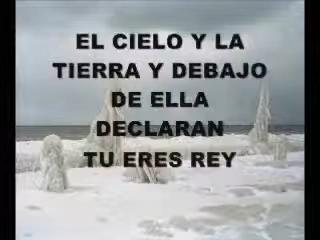 EL CIELO Y LA
TIERRA Y DEBAJO
DE ELLA
DECLARAN
TU ERES REY